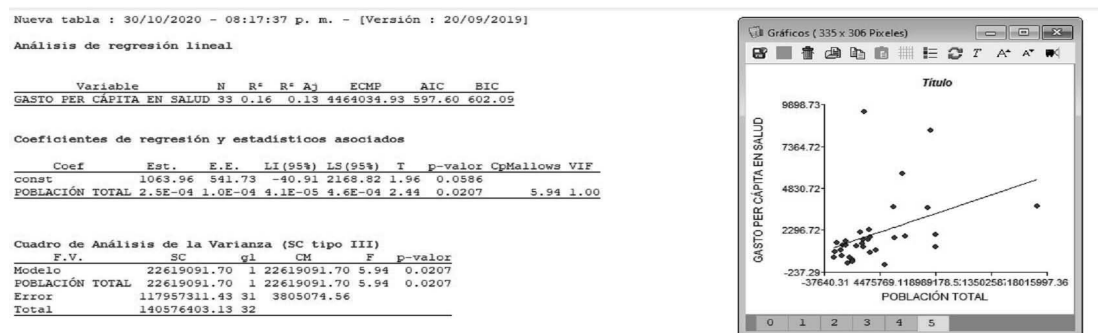 Nueva tabla : 30/10/2020 - 08:17:37 p. m. - [Versión : 20/09/2019]
Análisis de regresión lineal
Variable N R² R² Aj ECMP AIC BIC
GASTO PER CÁPITA EN SALUD 33 0.16 0.13 4464034.93 597.60 602.09
Coeficientes de regresión y estadísticos asociados
Coef Est. E.E. LI(95%) LS(95%) T p-valor CpMallows VIF
const 1063.96 541.73 -40.91 2168.82 1.96 0.0586
POBLACIÓN TOTAL 2.5E-04 1.0E-04 4.1E-05 4.6E-04 2.44 0.0207 5.94 1.00
Cuadro de Análisis de la Varianza (SC tipo III)
F.V. SC gl CM F p-valor
Modelo 22619091.70 1 22619091.70 5.94 0.0207
POBLACIÓN TOTAL 22619091.70 1 22619091.70 5.94 0.0207
Error 117957311.43 31 3805074.56
Total 140576403.13 32
Gráficos ( 335 x 306 Pixeles)
T A A
Título
9898.73
7364.72
4830.72
2296.72
-237.29
GASTO PER CÁPITA EN SALUD
-37640.31 4475769.118989178.5
18015997.36
POBLACIÓN TOTAL
0 1 2 3 4 5